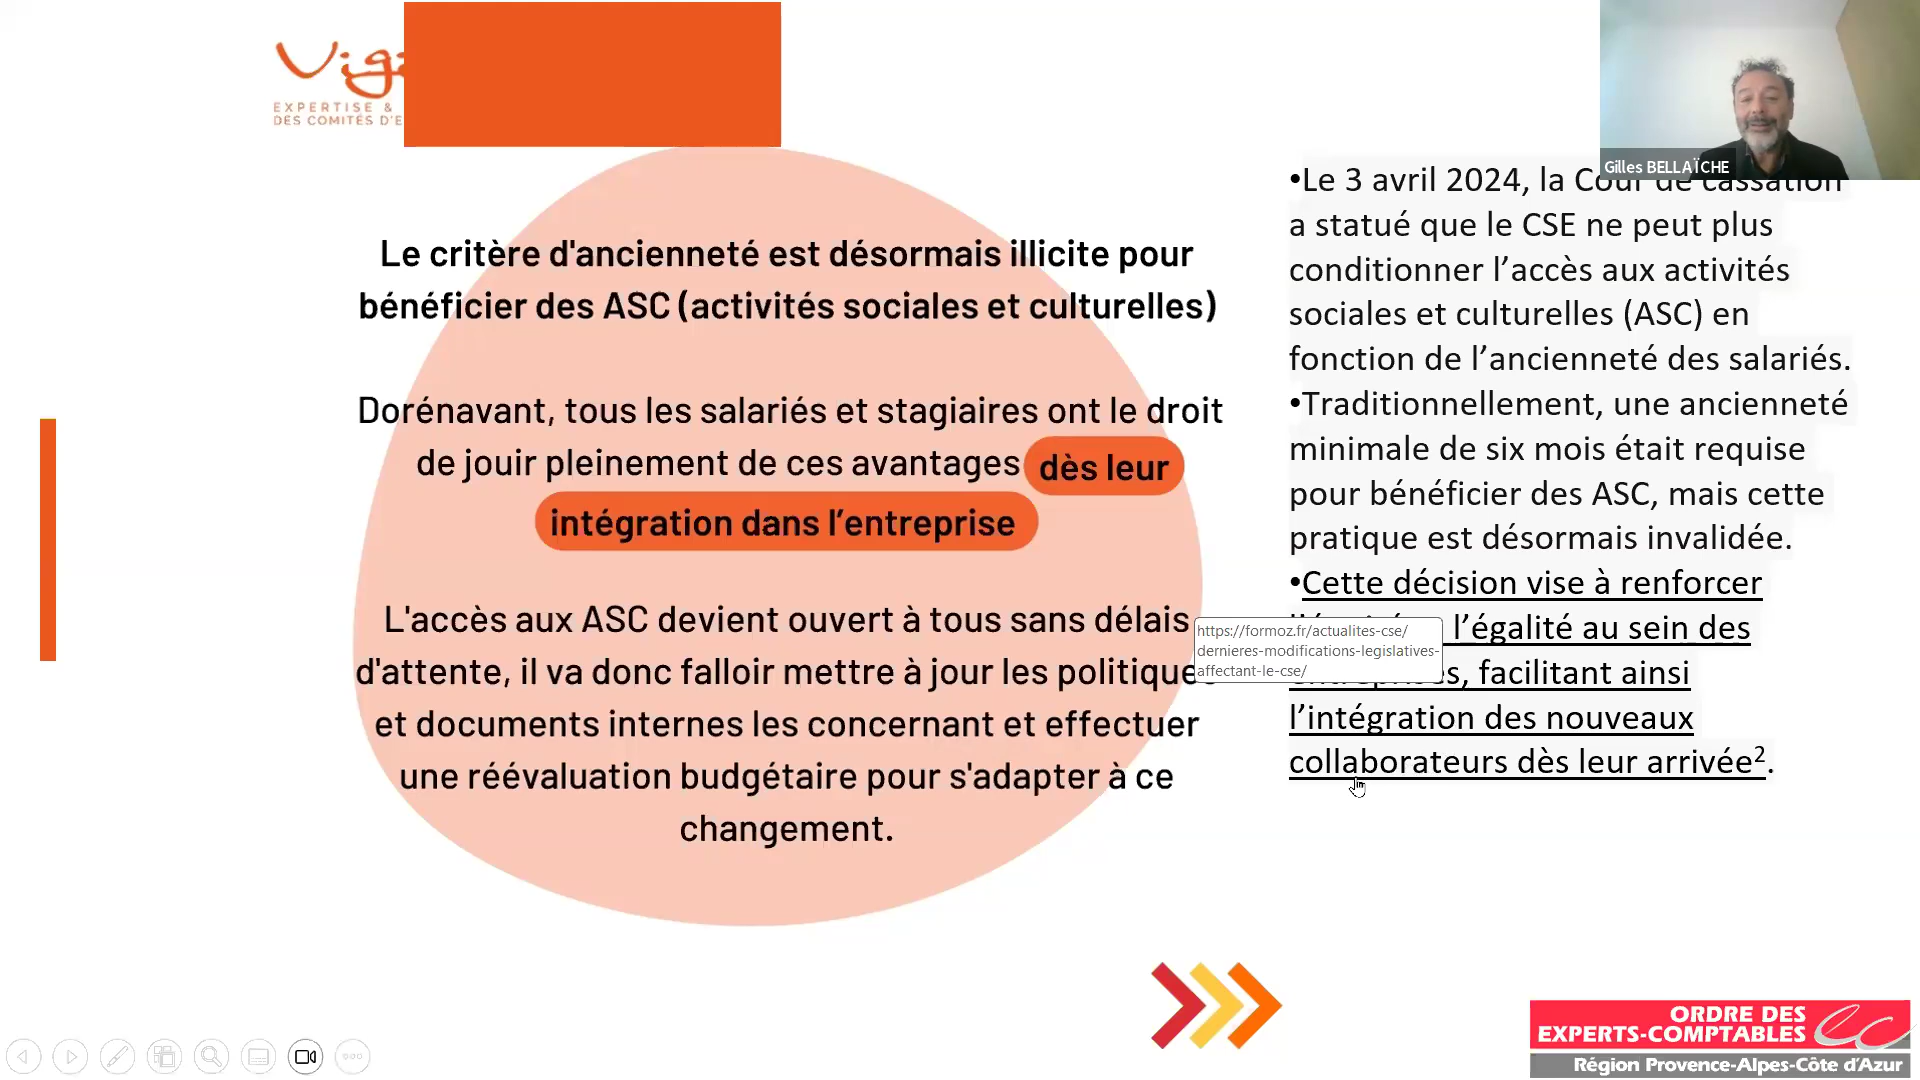 EXPERTISE &
DES COMITÉS D'E
Le critère d'ancienneté est désormais illicite pour
bénéficier des ASC (activités sociales et culturelles)
Dorénavant, tous les salariés et stagiaires ont le droit
de jouir pleinement de ces avantages dès leur
intégration dans l’entreprise
L'accès aux ASC devient ouvert à tous sans délais
d'attente, il va donc falloir mettre à jour les politiques
et documents internes les concernant et effectuer
une réévaluation budgétaire pour s'adapter à ce
changement.
Gilles BELLAÏCHE
•Le 3 avril 2024, la Cour de cassation
a statué que le CSE ne peut plus
conditionner l’accès aux activités
sociales et culturelles (ASC) en
fonction de l’ancienneté des salariés.
•Traditionnellement, une ancienneté
minimale de six mois était requise
pour bénéficier des ASC, mais cette
pratique est désormais invalidée.
•Cette décision vise à renforcer
l’égalité au sein des
entreprises, facilitant ainsi
l’intégration des nouveaux
collaborateurs dès leur arrivée².
https://formoz.fr/actualites-cse/
dernieres-modifications-legislatives-
affectant-le-cse/
ORDRE DES
EXPERTS-COMPTABLES
Région Provence-Alpes-Côte d'Azur